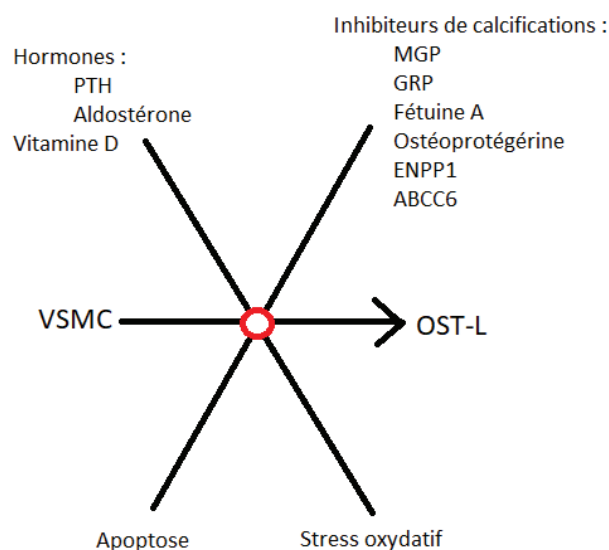 Hormones :
PTH
Aldostérone
Vitamine D
Inhibiteurs de calcifications :
MGP
GRP
Fétuine A
Ostéoprotégérine
ENPP1
ABCC6
VSMC
OST-L
Apoptose
Stress oxydatif